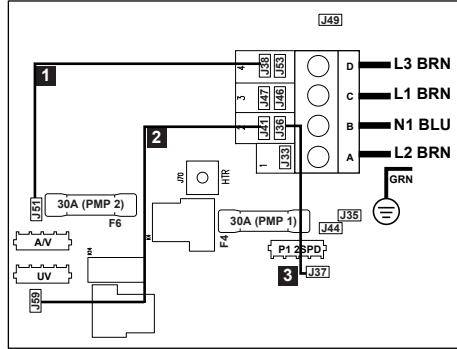 J49
1
4
J38
J53
D
L3 BRN
3
J47
J46
C
L1 BRN
2
J41
J36
B
N1 BLU
2
1
J33
A
L2 BRN
GRN
J70
HTR
J51
30A (PMP 2)
F6
30A (PMP 1)
F4
J35
J44
A/V
P1 2SPD
UV
3
J37
J59